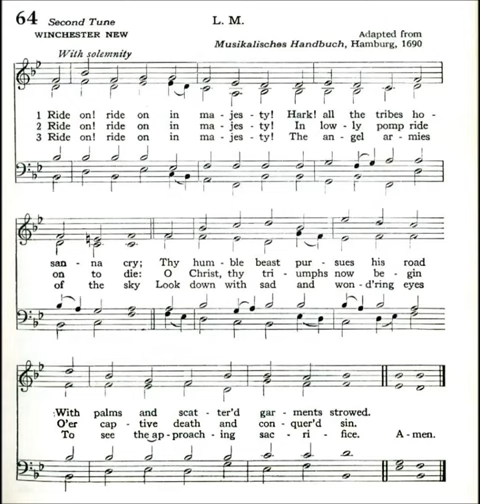 64 Second Tune L. M.
WINCHESTER NEW Adapted from
Musikalisches Handbuch, Hamburg, 1690
With solemnity
1 Ride on! ride on in ma - jes - ty! Hark! all the tribes ho -
2 Ride on! ride on in ma - jes - ty! In low - ly pomp ride
3 Ride on! ride on in ma - jes - ty! The an - gel ar - mies
san - na cry; Thy hum - ble beast pur - sues his road
on to die: O Christ, thy tri - umphs now be - gin
of the sky Look down with sad and won - d'ring eyes
With palms and scat - ter'd gar - ments strowed.
O'er cap - tive death and con - quer'd sin.
To see the ap - proach - ing sac - ri - fice. A - men.